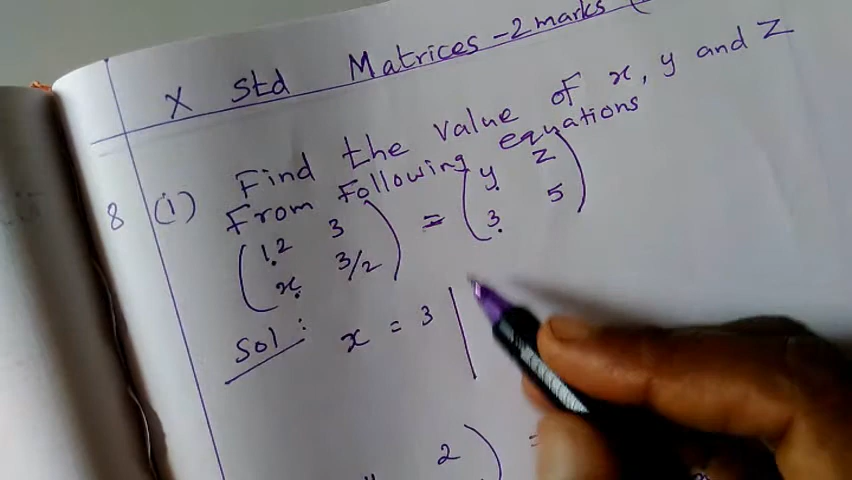 X Std Matrices - 2 marks (
8 (i) Find the value of x, y and z
From following equations
(12 3 = (y z
x 3/2) 3 5)
Sol: x = 3 |
2) =